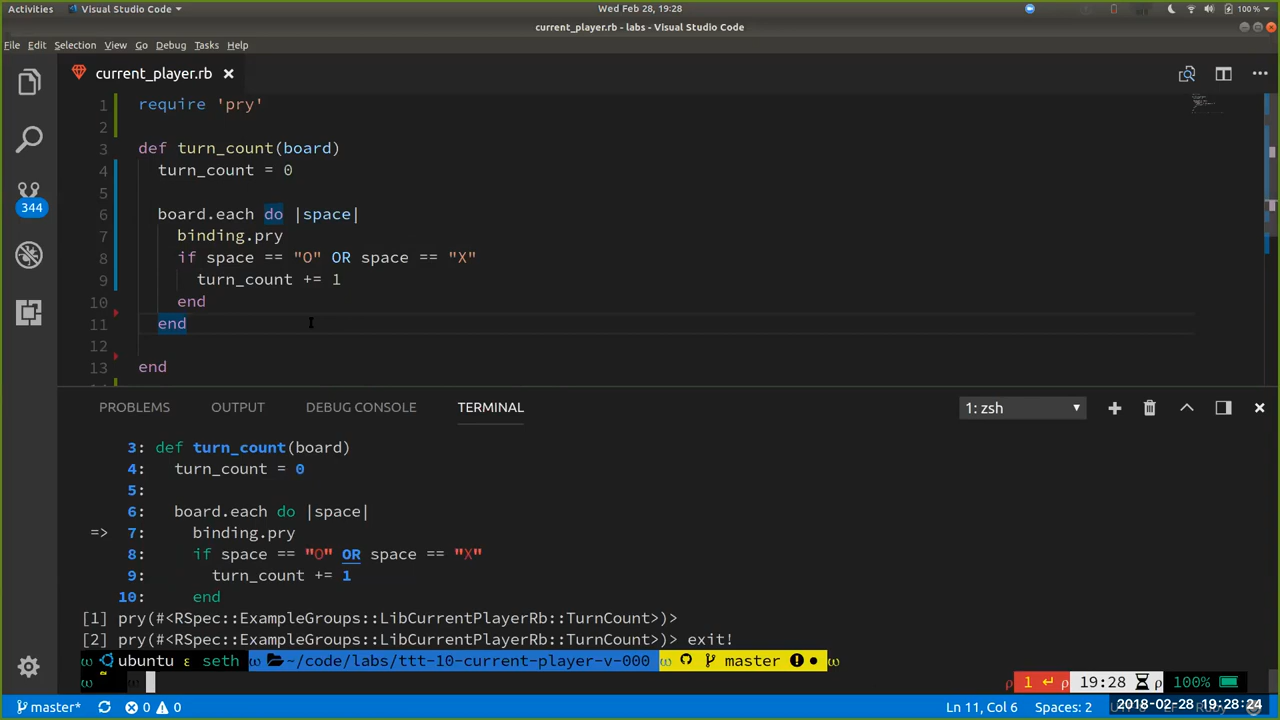 Activities Visual Studio Code Wed Feb 28, 19:28 100%
current_player.rb - labs - Visual Studio Code
File Edit Selection View Go Debug Tasks Help
current_player.rb
1 require 'pry'
2
3 def turn_count(board)
4 turn_count = 0
5
6 board.each do |space|
7 binding.pry
8 if space == "O" OR space == "X"
9 turn_count += 1
10 end
11 end
12
13 end
344
PROBLEMS OUTPUT DEBUG CONSOLE TERMINAL 1: zsh
3: def turn_count(board)
4: turn_count = 0
5:
6: board.each do |space|
=> 7: binding.pry
8: if space == "O" OR space == "X"
9: turn_count += 1
10: end
[1] pry(#<RSpec::ExampleGroups::LibCurrentPlayerRb::TurnCount>)>
[2] pry(#<RSpec::ExampleGroups::LibCurrentPlayerRb::TurnCount>)> exit!
ω ubuntu ε seth ω ~/code/labs/ttt-10-current-player-v-000 ω master ω
ω ~ ρ 1 ↵ ρ 19:28 ρ 100%
master* 0 0 Ln 11, Col 6 Spaces: 2 2018-02-28 19:28:24